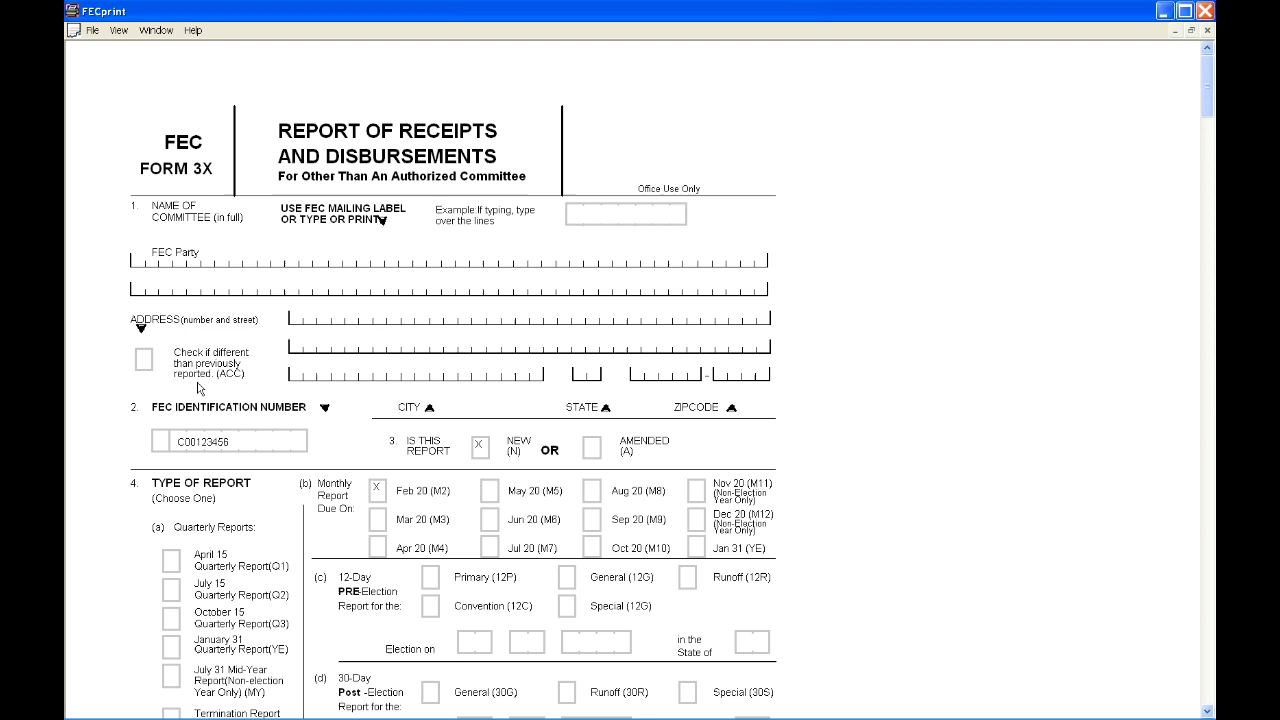 FECprint
File View Window Help
FEC
FORM 3X
REPORT OF RECEIPTS
AND DISBURSEMENTS
For Other Than An Authorized Committee
Office Use Only
1. NAME OF
COMMITTEE (in full)
USE FEC MAILING LABEL
OR TYPE OR PRINT
Example:If typing, type
over the lines
FEC Party
ADDRESS(number and street)
Check if different
than previously
reported. (ACC)
2. FEC IDENTIFICATION NUMBER
CITY STATE ZIPCODE
C00123456
3. IS THIS
REPORT
X NEW
(N)
OR
AMENDED
(A)
4. TYPE OF REPORT
(Choose One)
(a) Quarterly Reports:
April 15
Quarterly Report(Q1)
July 15
Quarterly Report(Q2)
October 15
Quarterly Report(Q3)
January 31
Quarterly Report(YE)
July 31 Mid-Year
Report(Non-election
Year Only) (MY)
Termination Report
(b) Monthly
Report
Due On:
X Feb 20 (M2) May 20 (M5) Aug 20 (M8) Nov 20 (M11)
(Non-Election
Year Only)
Mar 20 (M3) Jun 20 (M6) Sep 20 (M9) Dec 20 (M12)
(Non-Election
Year Only)
Apr 20 (M4) Jul 20 (M7) Oct 20 (M10) Jan 31 (YE)
(c) 12-Day
PRE-Election
Report for the:
Primary (12P) General (12G) Runoff (12R)
Convention (12C) Special (12G)
Election on
in the
State of
(d) 30-Day
Post -Election
Report for the:
General (30G) Runoff (30R) Special (30S)